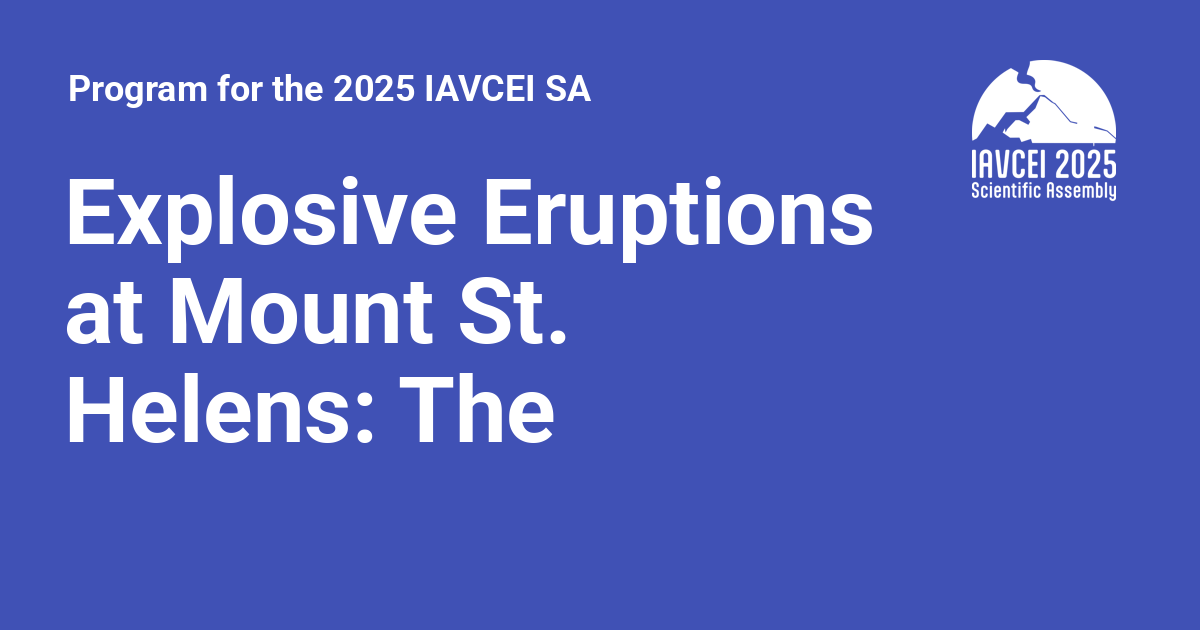 Program for the 2025 IAVCEI SA
IAVCEI 2025
Scientific Assembly
Explosive Eruptions
at Mount St.
Helens: The